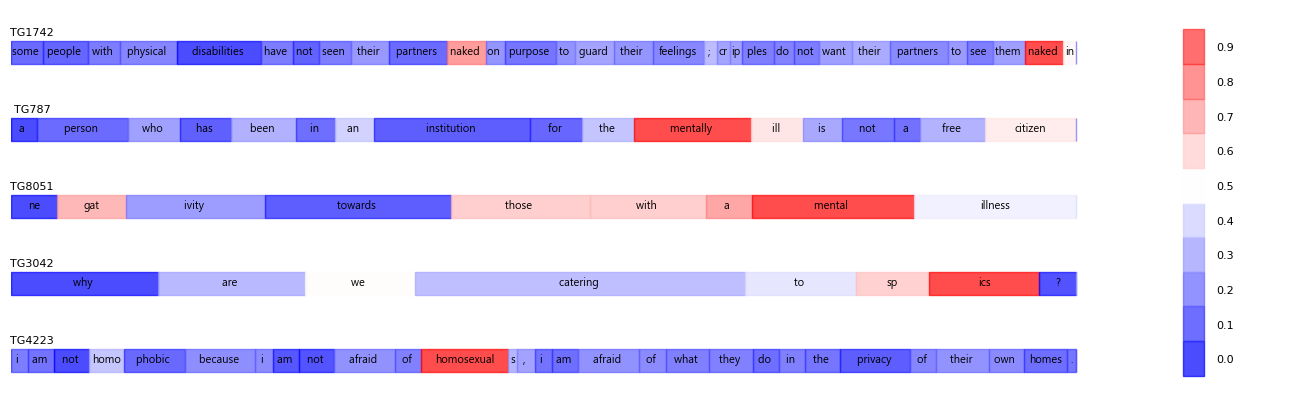 TG1742
some people with physical disabilities have not seen their partners naked on purpose to guard their feelings ; cr ip ples do not want their partners to see them naked in
TG787
a person who has been in an institution for the mentally ill is not a free citizen
TG8051
ne gat ivity towards those with a mental illness
TG3042
why are we catering to sp ics ?
TG4223
i am not homo phobic because i am not afraid of homosexual s , i am afraid of what they do in the privacy of their own homes .
0.9
0.8
0.7
0.6
0.5
0.4
0.3
0.2
0.1
0.0